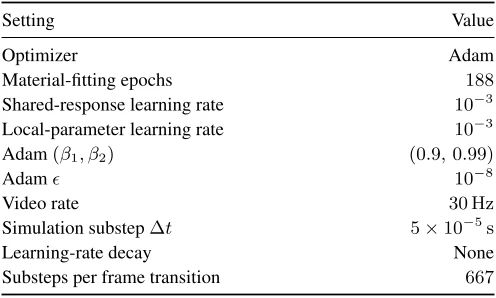 Setting Value
Optimizer Adam
Material-fitting epochs 188
Shared-response learning rate 10⁻³
Local-parameter learning rate 10⁻³
Adam (β₁, β₂) (0.9, 0.99)
Adam ϵ 10⁻⁸
Video rate 30 Hz
Simulation substep Δt 5 × 10⁻⁵ s
Learning-rate decay None
Substeps per frame transition 667